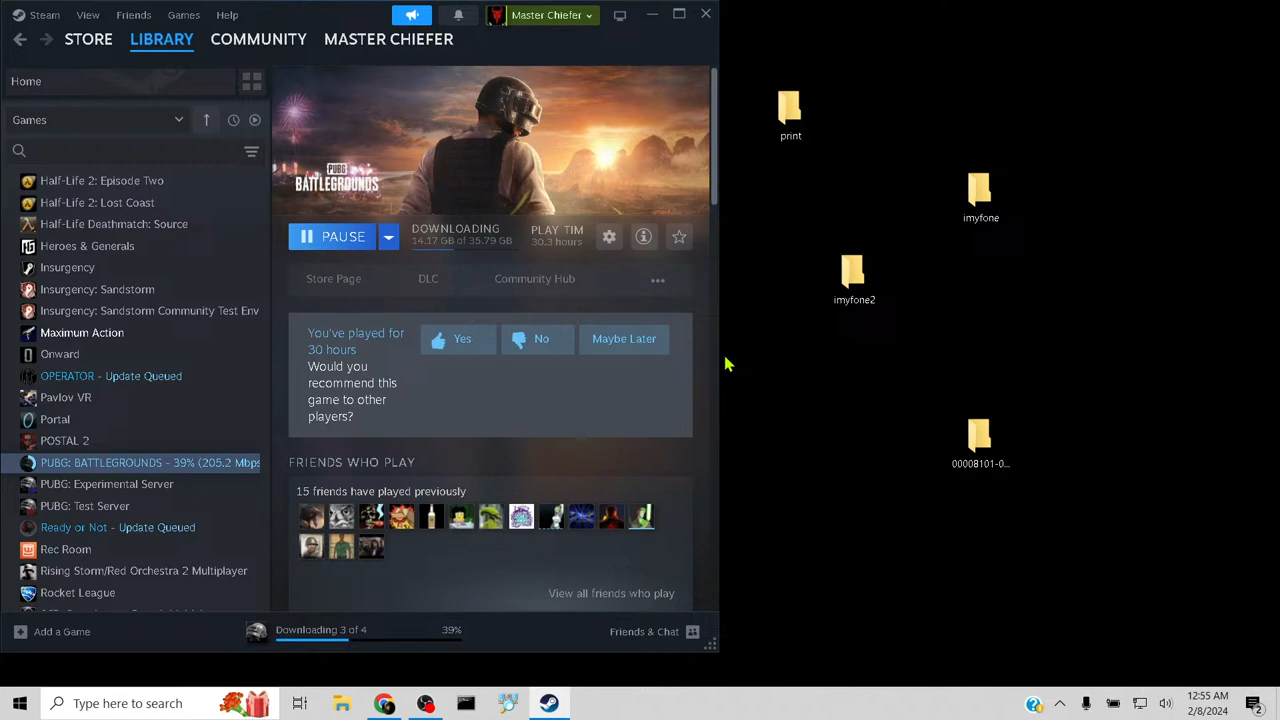 Steam View Friends Games Help Master Chiefer
STORE LIBRARY COMMUNITY MASTER CHIEFER
Home
Games
Half-Life 2: Episode Two
Half-Life 2: Lost Coast
Half-Life Deathmatch: Source
Heroes & Generals
Insurgency
Insurgency: Sandstorm
Insurgency: Sandstorm Community Test Env
Maximum Action
Onward
OPERATOR - Update Queued
Pavlov VR
Portal
POSTAL 2
PUBG: BATTLEGROUNDS - 39% (205.2 Mbps
PUBG: Experimental Server
PUBG: Test Server
Ready or Not - Update Queued
Rec Room
Rising Storm/Red Orchestra 2 Multiplayer
Rocket League
PUBG
BATTLEGROUNDS
PAUSE
DOWNLOADING
14.17 GB of 35.79 GB
PLAY TIM
30.3 hours
Store Page DLC Community Hub
You've played for
30 hours
Would you
recommend this
game to other
players?
Yes No Maybe Later
FRIENDS WHO PLAY
15 friends have played previously
View all friends who play
Add a Game
Downloading 3 of 4 39%
Friends & Chat
print
imyfone
imyfone2
00008101-0...
Type here to search
12:55 AM
2/8/2024
2